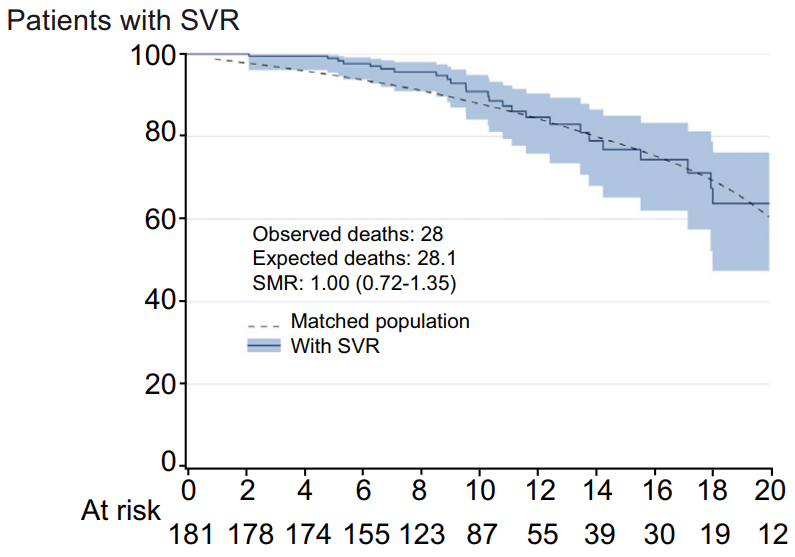 Patients with SVR
100
80
60
40
20
0
Observed deaths: 28
Expected deaths: 28.1
SMR: 1.00 (0.72-1.35)
Matched population
With SVR
0 2 4 6 8 10 12 14 16 18 20
At risk
181 178 174 155 123 87 55 39 30 19 12